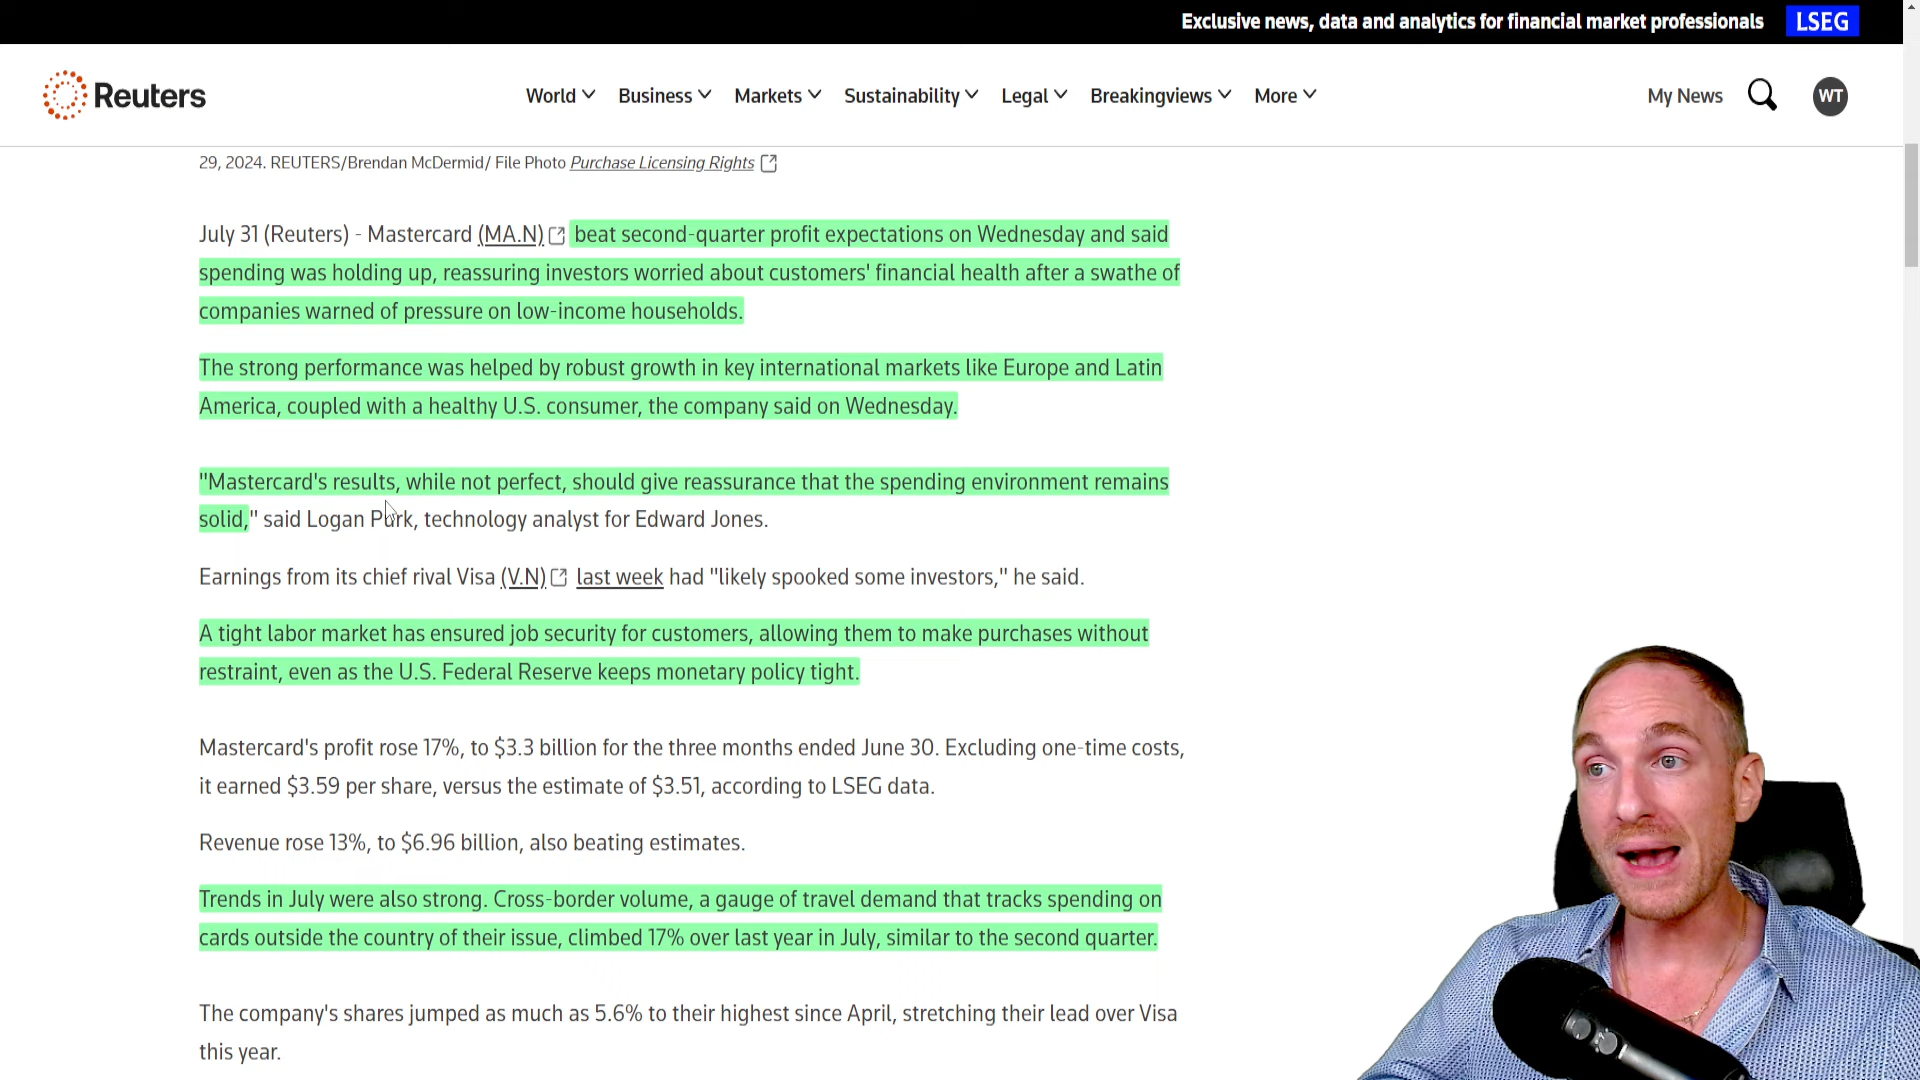 Exclusive news, data and analytics for financial market professionals LSEG
Reuters World Business Markets Sustainability Legal Breakingviews More My News WT
29, 2024. REUTERS/Brendan McDermid/ File Photo Purchase Licensing Rights
July 31 (Reuters) - Mastercard (MA.N) beat second-quarter profit expectations on Wednesday and said
spending was holding up, reassuring investors worried about customers' financial health after a swathe of
companies warned of pressure on low-income households.
The strong performance was helped by robust growth in key international markets like Europe and Latin
America, coupled with a healthy U.S. consumer, the company said on Wednesday.
"Mastercard's results, while not perfect, should give reassurance that the spending environment remains
solid," said Logan Purk, technology analyst for Edward Jones.
Earnings from its chief rival Visa (V.N) last week had "likely spooked some investors," he said.
A tight labor market has ensured job security for customers, allowing them to make purchases without
restraint, even as the U.S. Federal Reserve keeps monetary policy tight.
Mastercard's profit rose 17%, to $3.3 billion for the three months ended June 30. Excluding one-time costs,
it earned $3.59 per share, versus the estimate of $3.51, according to LSEG data.
Revenue rose 13%, to $6.96 billion, also beating estimates.
Trends in July were also strong. Cross-border volume, a gauge of travel demand that tracks spending on
cards outside the country of their issue, climbed 17% over last year in July, similar to the second quarter.
The company's shares jumped as much as 5.6% to their highest since April, stretching their lead over Visa
this year.